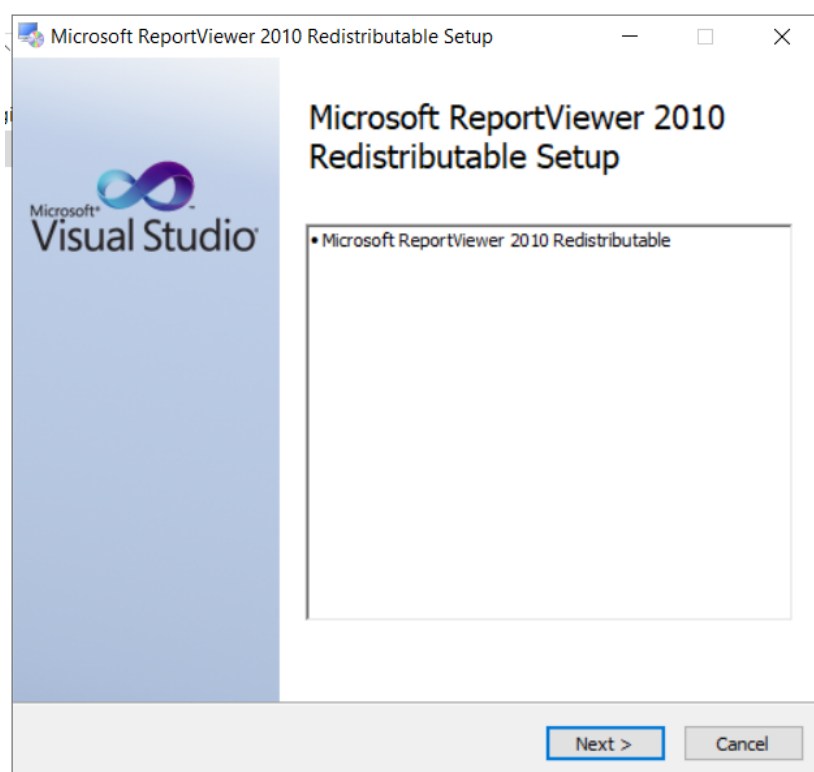 Microsoft ReportViewer 2010 Redistributable Setup
Microsoft ReportViewer 2010
Redistributable Setup
Microsoft®
Visual Studio
• Microsoft ReportViewer 2010 Redistributable
Next >
Cancel